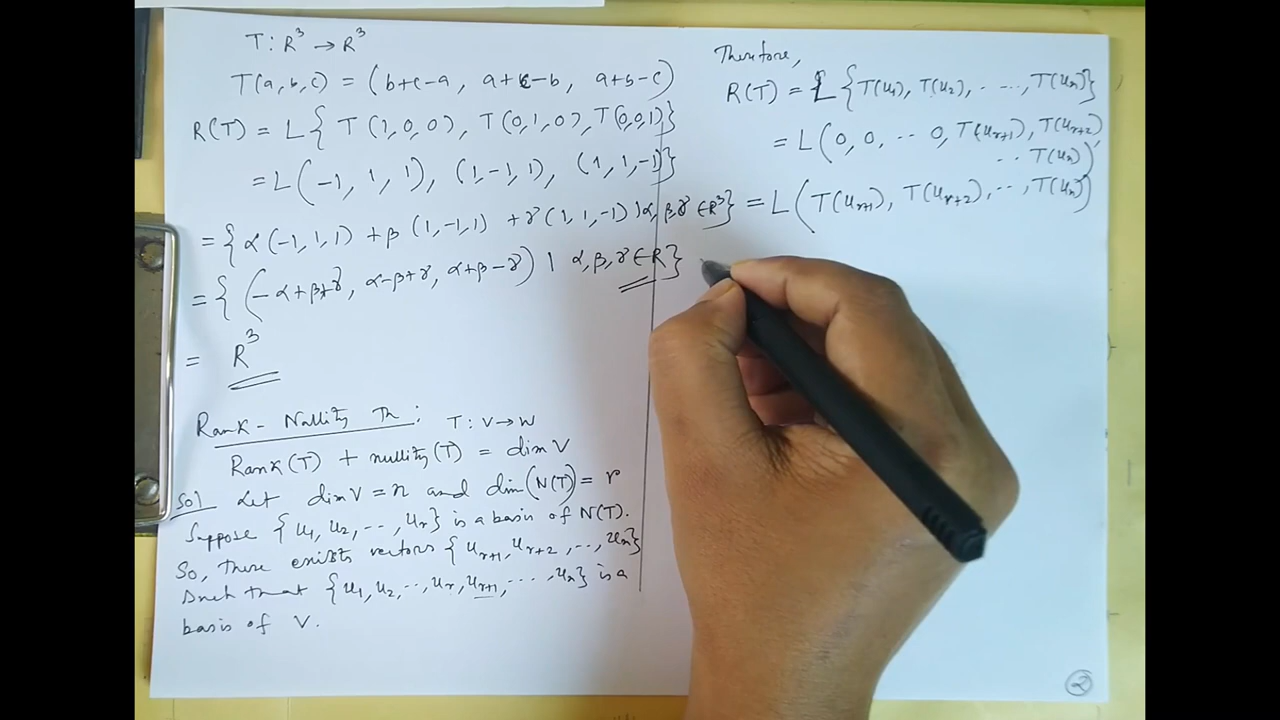 T: R³ → R³
T(a, b, c) = (b+c-a, a+c-b, a+b-c)
R(T) = L{ T(1,0,0), T(0,1,0), T(0,0,1)}
= L(-1, 1, 1), (1,-1,1), (1,1,-1)}
= { α(-1,1,1) + β(1,-1,1) + γ(1,1,-1) | α,β,γ ∈ R³}
= { (-α+β+γ, α-β+γ, α+β-γ) | α,β,γ ∈ R}
= R³
Rank-Nullity Th: T: V→W
Rank(T) + nullity(T) = dim V
Sol Let dim V = n and dim(N(T)) = r
Suppose {u₁, u₂, ..., uᵣ} is a basis of N(T).
So, there exists vectors {uᵣ₊₁, uᵣ₊₂, ..., uₙ}
such that {u₁, u₂, .., uᵣ, uᵣ₊₁, ..., uₙ} is a
basis of V.
Therefore,
R(T) = L{T(u₁), T(u₂), ....., T(uₙ)}
= L(0, 0, .. 0, T(uᵣ₊₁), T(uᵣ₊₂),
.. T(uₙ))
= L(T(uᵣ₊₁), T(uᵣ₊₂), .., T(uₙ))
2